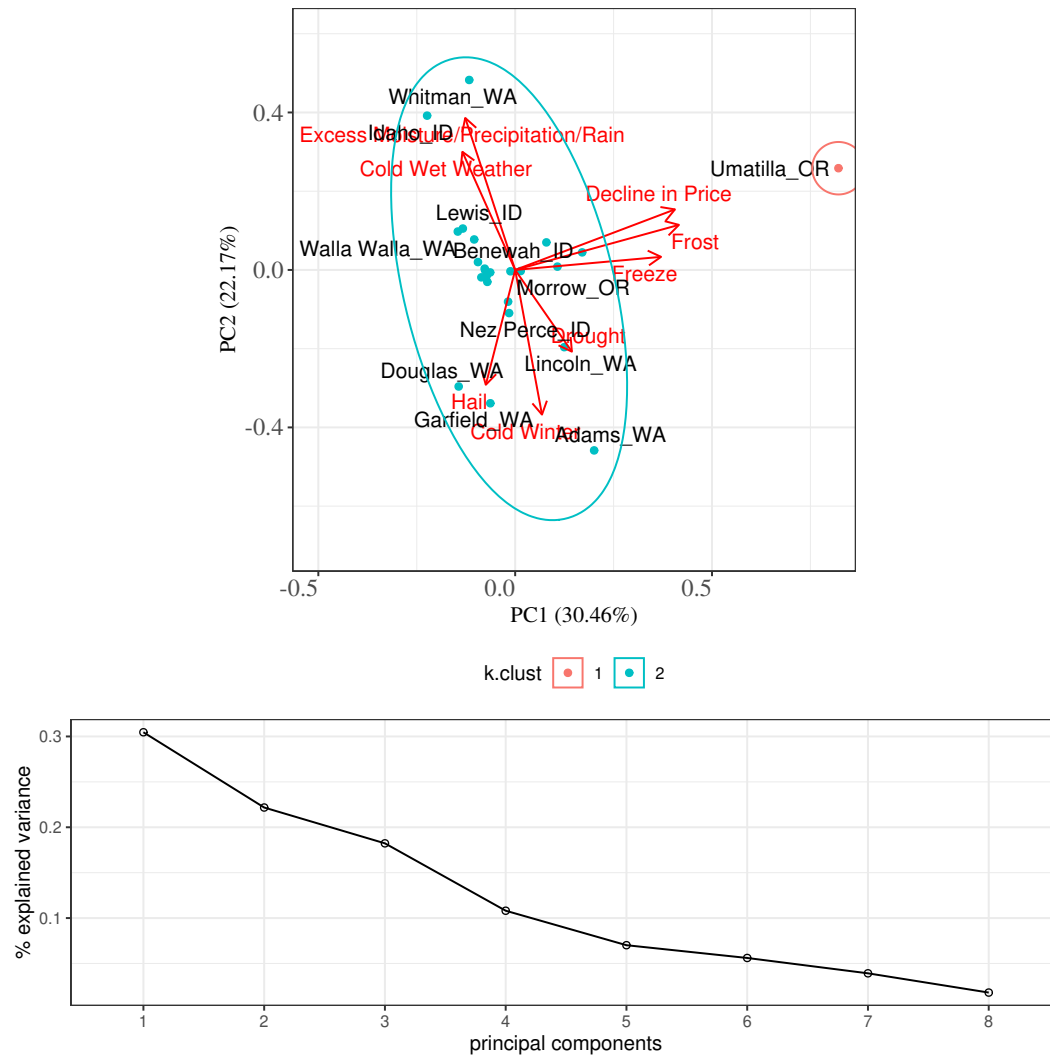 Whitman_WA
0.4
Excess Moisture/Precipitation/Rain
Idaho_ID
Cold Wet Weather
Umatilla_OR
Decline in Price
Lewis_ID
Frost
Walla Walla_WA
Benewah_ID
0.0
Freeze
Morrow_OR
Nez Perce_ID
Drought
Lincoln_WA
Douglas_WA
Hail
Garfield_WA
-0.4
Cold Winter
Adams_WA
PC2 (22.17%)
-0.5 0.0 0.5
PC1 (30.46%)
k.clust 1 2
0.3
0.2
0.1
% explained variance
1 2 3 4 5 6 7 8
principal components